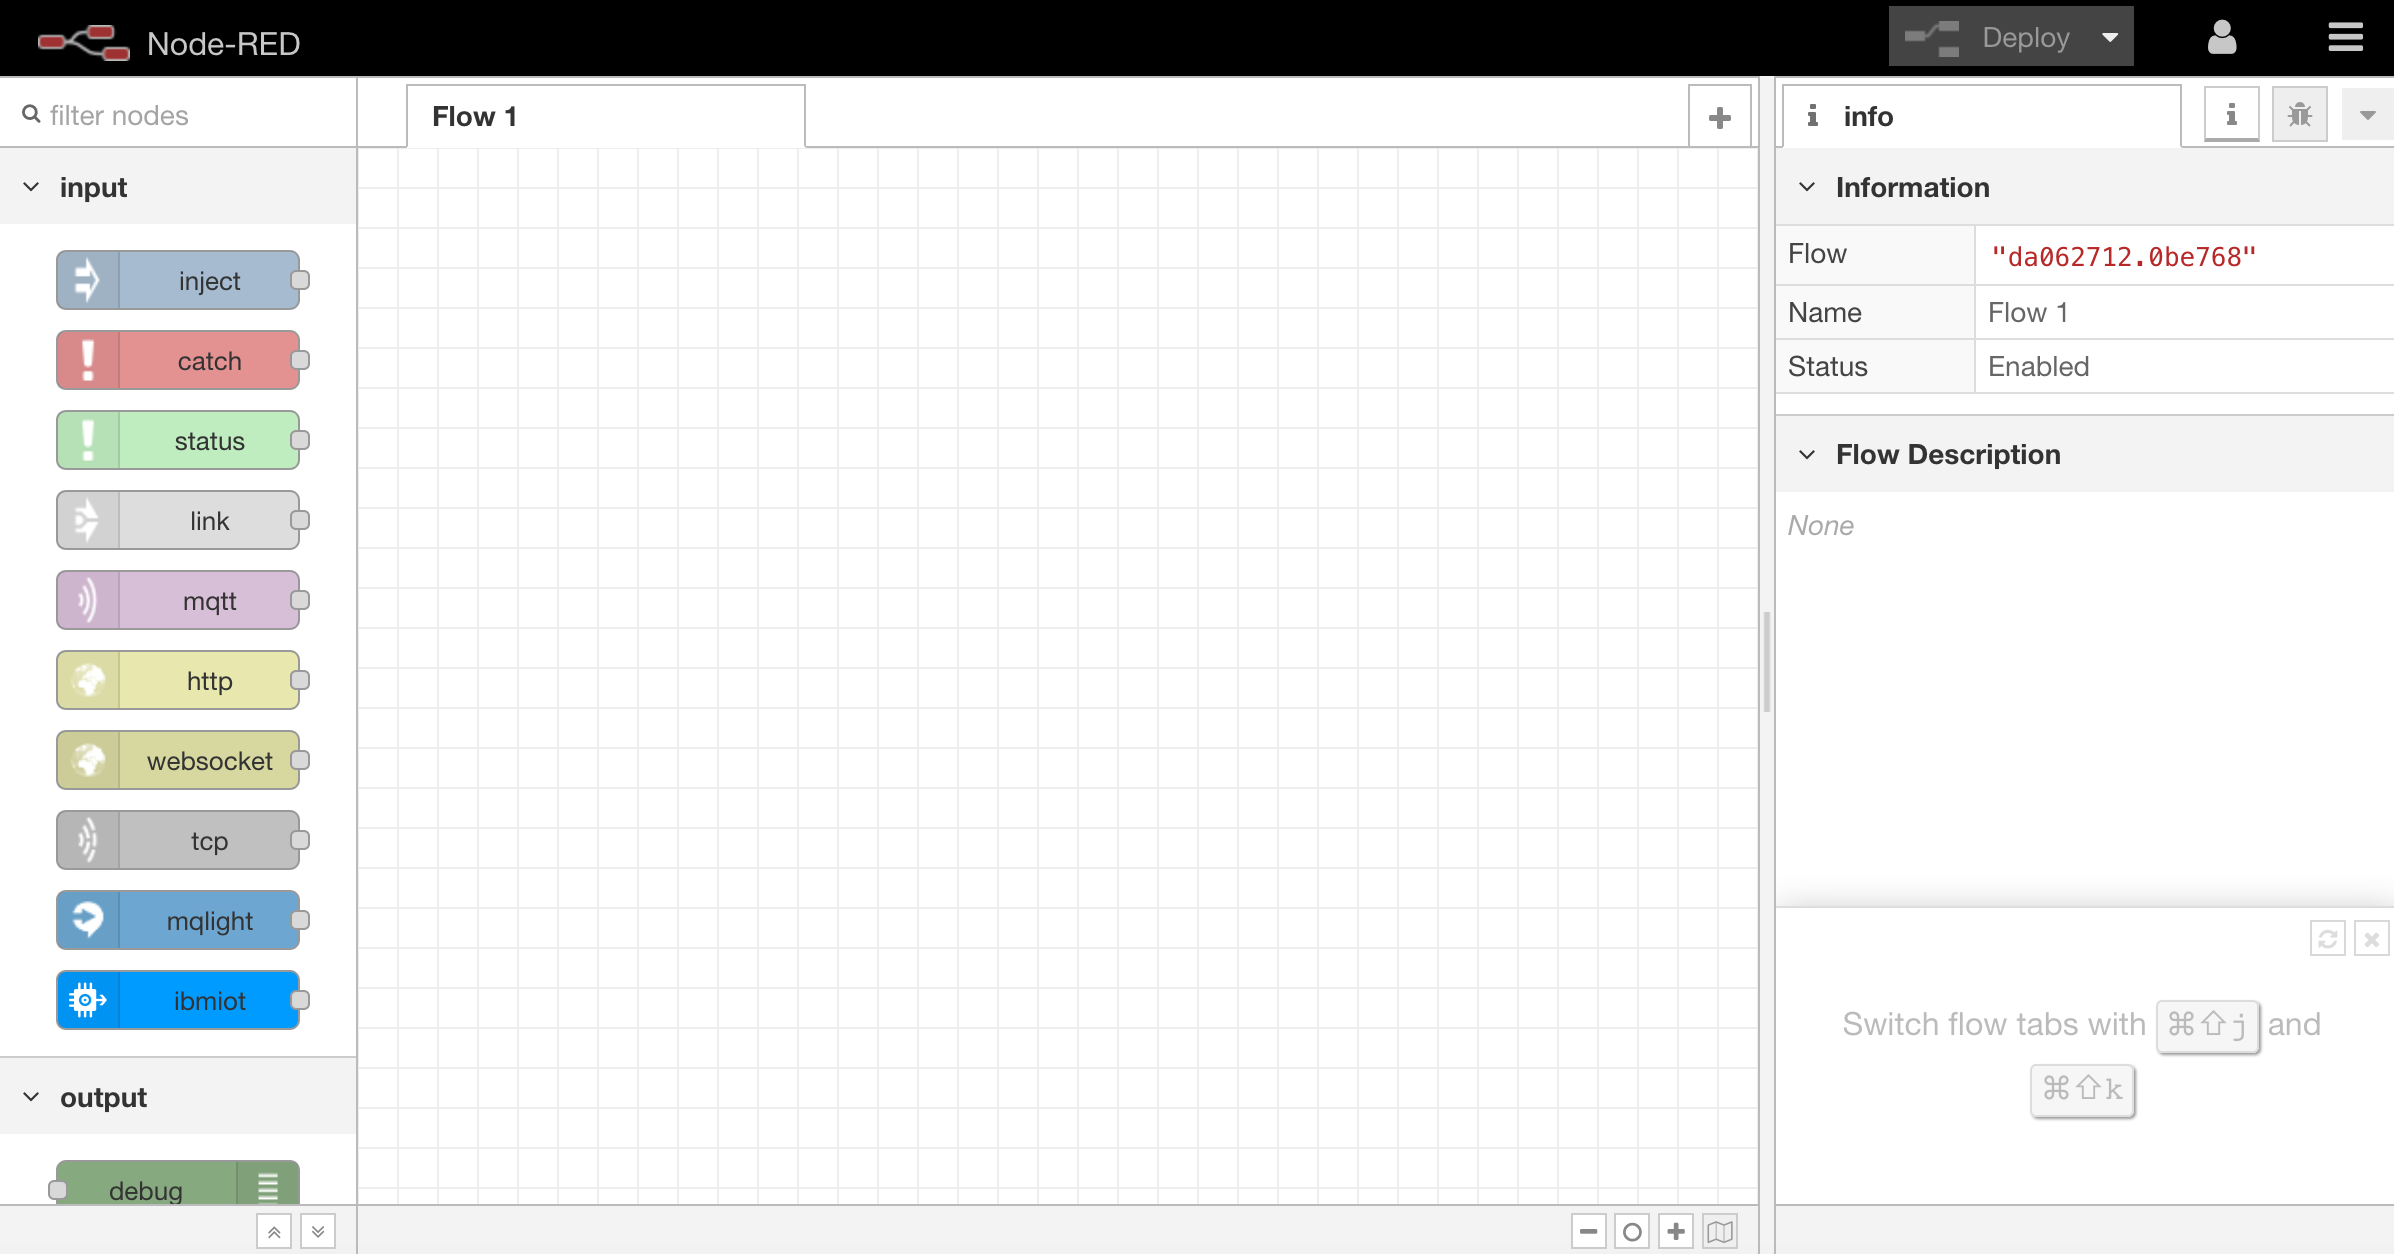 Node-RED
Deploy
filter nodes
Flow 1
info
input
inject
catch
status
link
mqtt
http
websocket
tcp
mqlight
ibmiot
output
debug
Information
Flow "da062712.0be768"
Name Flow 1
Status Enabled
Flow Description
None
Switch flow tabs with ⌘⇧j and
⌘⇧k